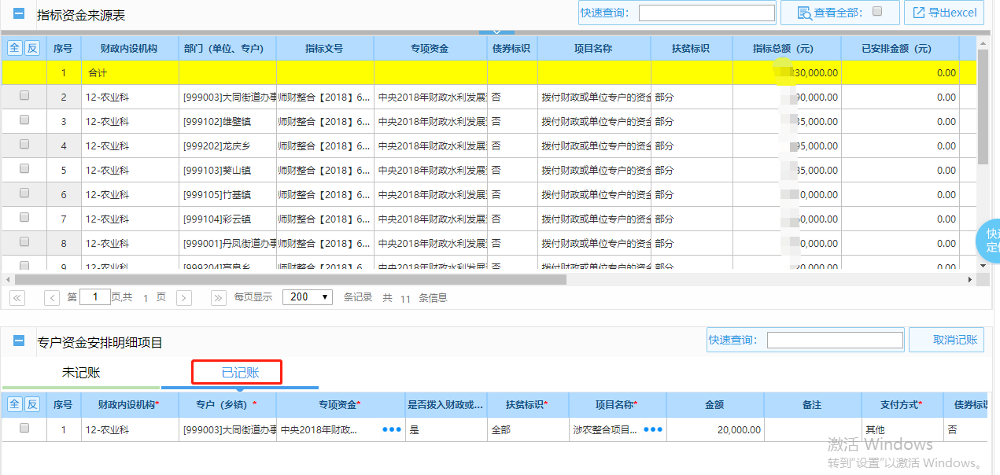 指标资金来源表 快速查询： 查看全部： 导出excel
全 反 序号 财政内设机构 部门（单位、专户） 指标文号 专项资金 债券标识 项目名称 扶贫标识 指标总额（元） 已安排金额（元）
1 合计 30,000.00 0.00
2 12-农业科 [999003]大同街道办事 师财整合【2018】6... 中央2018年财政水利发展 否 拨付财政或单位专户的资金 部分 90,000.00 0.00
3 12-农业科 [999102]雄壁镇 师财整合【2018】6... 中央2018年财政水利发展 否 拨付财政或单位专户的资金 部分 35,000.00 0.00
4 12-农业科 [999202]龙庆乡 师财整合【2018】6... 中央2018年财政水利发展 否 拨付财政或单位专户的资金 部分 95,000.00 0.00
5 12-农业科 [999103]葵山镇 师财整合【2018】6... 中央2018年财政水利发展 否 拨付财政或单位专户的资金 部分 35,000.00 0.00
6 12-农业科 [999105]竹基镇 师财整合【2018】6... 中央2018年财政水利发展 否 拨付财政或单位专户的资金 部分 0,000.00 0.00
7 12-农业科 [999104]彩云镇 师财整合【2018】6... 中央2018年财政水利发展 否 拨付财政或单位专户的资金 部分 0,000.00 0.00
8 12-农业科 [999001]丹凤街道办事 师财整合【2018】6... 中央2018年财政水利发展 否 拨付财政或单位专户的资金 部分 0,000.00 0.00
9 12-农业科 [999204]高良乡 师财整合【2018】6... 中央2018年财政水利发展 否 拨付财政或单位专户的资金 部分 20,000.00 0.00
第 1 页,共 1 页 每页显示 200 条记录 共 11 条信息
专户资金安排明细项目 快速查询： 取消记账
未记账 已记账
全 反 序号 财政内设机构* 专户（乡镇）* 专项资金* 是否拨入财政或... 扶贫标识* 项目名称* 金额 备注 支付方式* 债券标识
1 12-农业科 [999003]大同街道办事 中央2018年财政... 是 全部 涉农整合项目... 20,000.00 其他 否
激活 Windows
转到“设置”以激活 Windows。